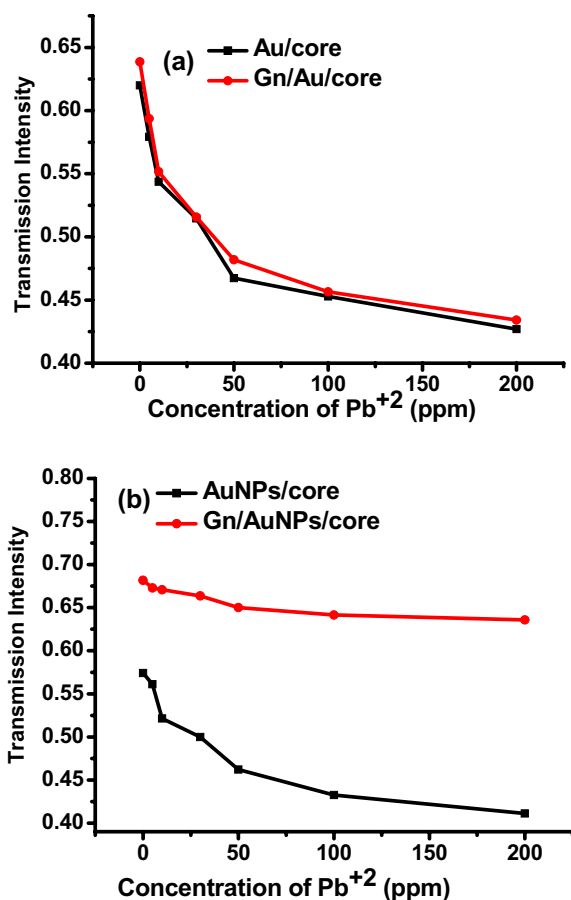 (a)
Au/core
Gn/Au/core
Transmission Intensity
0.65
0.60
0.55
0.50
0.45
0.40
0 50 100 150 200
Concentration of Pb⁺² (ppm)
(b)
AuNPs/core
Gn/AuNPs/core
Transmission Intensity
0.80
0.75
0.70
0.65
0.60
0.55
0.50
0.45
0.40
0 50 100 150 200
Concentration of Pb⁺² (ppm)